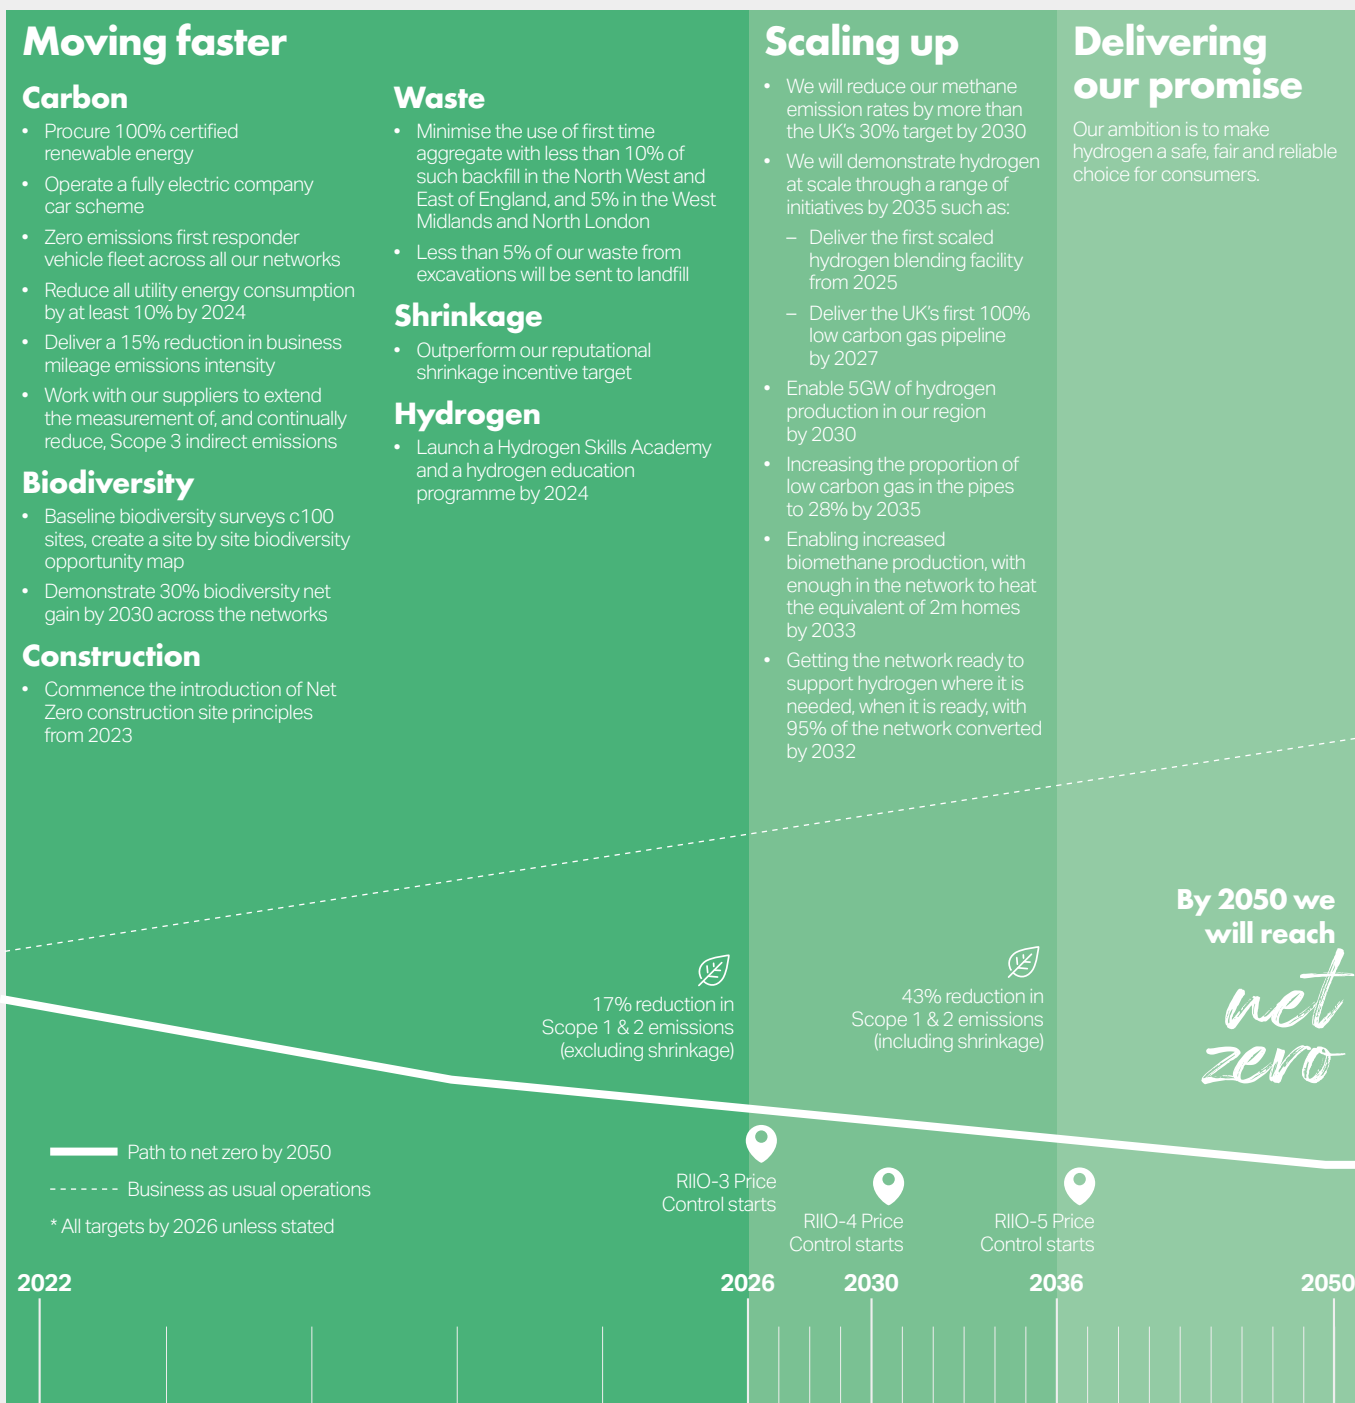 Moving faster
Carbon
• Procure 100% certified
renewable energy
• Operate a fully electric company
car scheme
• Zero emissions first responder
vehicle fleet across all our networks
• Reduce all utility energy consumption
by at least 10% by 2024
• Deliver a 15% reduction in business
mileage emissions intensity
• Work with our suppliers to extend
the measurement of, and continually
reduce, Scope 3 indirect emissions
Biodiversity
• Baseline biodiversity surveys c100
sites, create a site by site biodiversity
opportunity map
• Demonstrate 30% biodiversity net
gain by 2030 across the networks
Construction
• Commence the introduction of Net
Zero construction site principles
from 2023
Waste
• Minimise the use of first time
aggregate with less than 10% of
such backfill in the North West and
East of England, and 5% in the West
Midlands and North London
• Less than 5% of our waste from
excavations will be sent to landfill
Shrinkage
• Outperform our reputational
shrinkage incentive target
Hydrogen
• Launch a Hydrogen Skills Academy
and a hydrogen education
programme by 2024
Scaling up
• We will reduce our methane
emission rates by more than
the UK's 30% target by 2030
• We will demonstrate hydrogen
at scale through a range of
initiatives by 2035 such as:
– Deliver the first scaled
hydrogen blending facility
from 2025
– Deliver the UK's first 100%
low carbon gas pipeline
by 2027
• Enable 5GW of hydrogen
production in our region
by 2030
• Increasing the proportion of
low carbon gas in the pipes
to 28% by 2035
• Enabling increased
biomethane production, with
enough in the network to heat
the equivalent of 2m homes
by 2033
• Getting the network ready to
support hydrogen where it is
needed, when it is ready, with
95% of the network converted
by 2032
Delivering
our promise
Our ambition is to make
hydrogen a safe, fair and reliable
choice for consumers.
17% reduction in
Scope 1 & 2 emissions
(excluding shrinkage)
43% reduction in
Scope 1 & 2 emissions
(including shrinkage)
By 2050 we
will reach
net
zero
Path to net zero by 2050
Business as usual operations
* All targets by 2026 unless stated
RIIO-3 Price
Control starts
RIIO-4 Price
Control starts
RIIO-5 Price
Control starts
2022
2026
2030
2036
2050